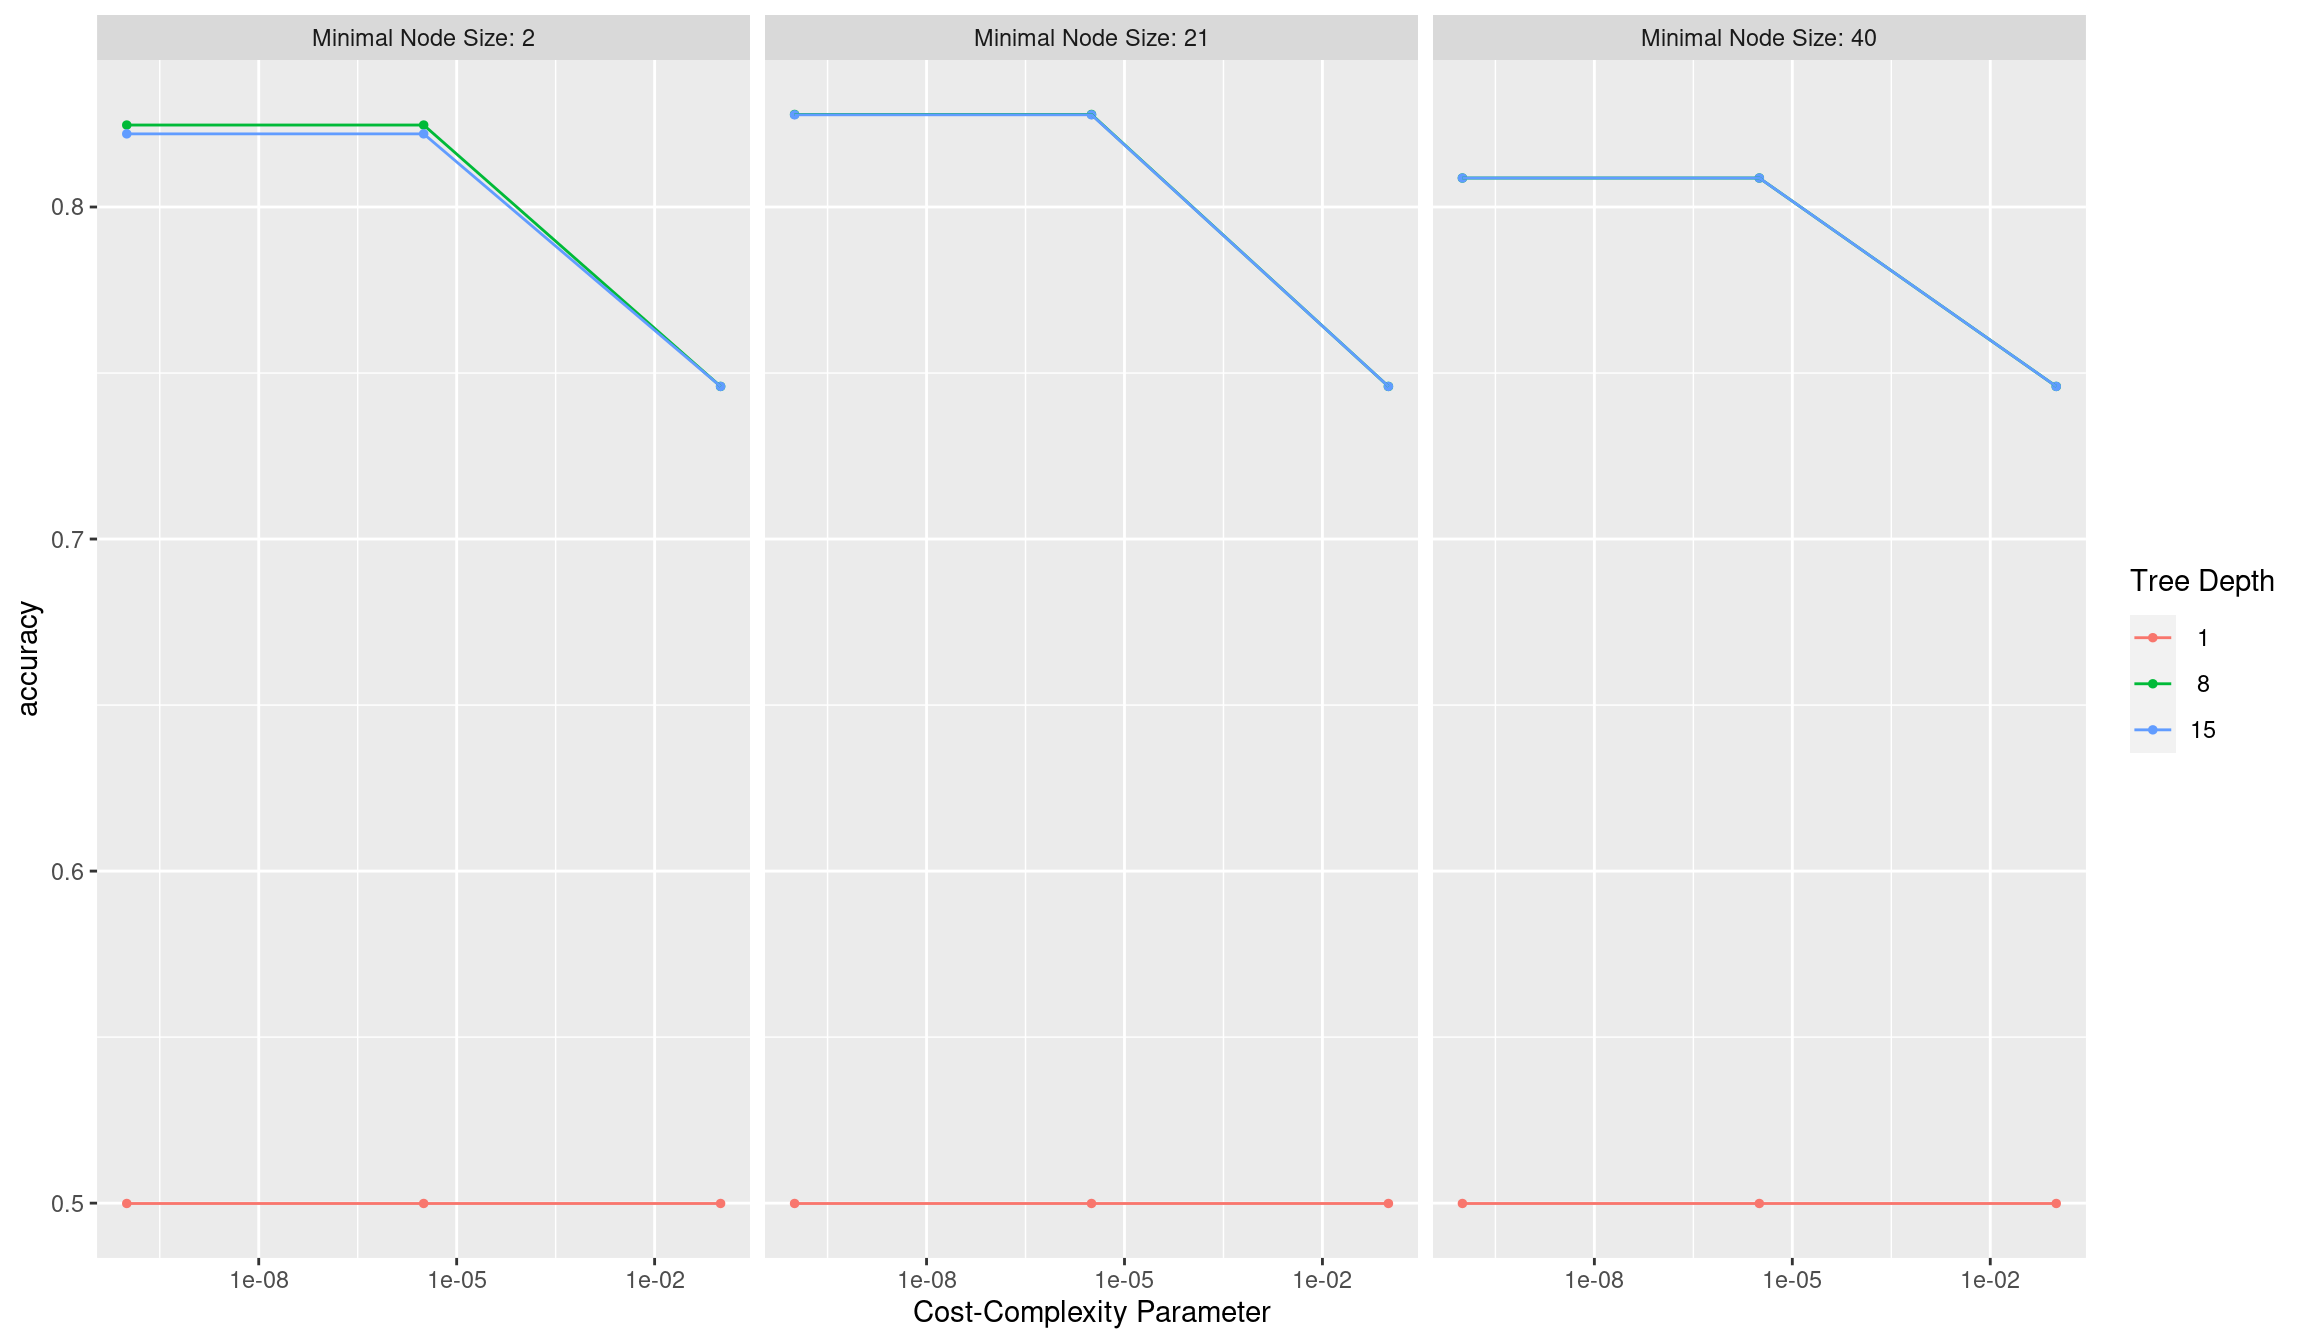 Minimal Node Size: 2
Minimal Node Size: 21
Minimal Node Size: 40
0.8
0.7
0.6
0.5
accuracy
1e-08
1e-05
1e-02
1e-08
1e-05
1e-02
1e-08
1e-05
1e-02
Cost-Complexity Parameter
Tree Depth
1
8
15